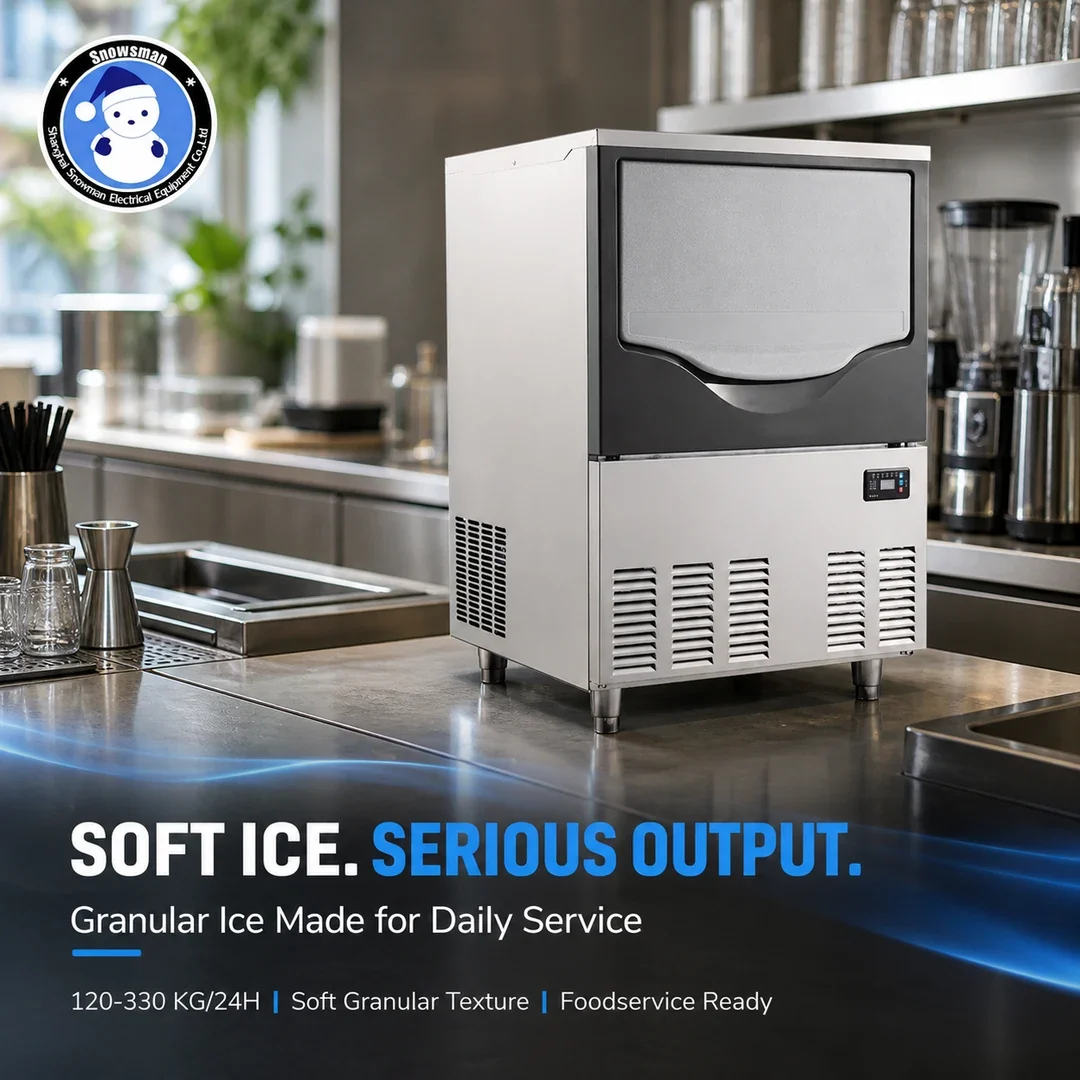 Snowsman
Shanghai Snowman Electrical Equipment Co.,Ltd
SOFT ICE. SERIOUS OUTPUT.
Granular Ice Made for Daily Service
120-330 KG/24H | Soft Granular Texture | Foodservice Ready